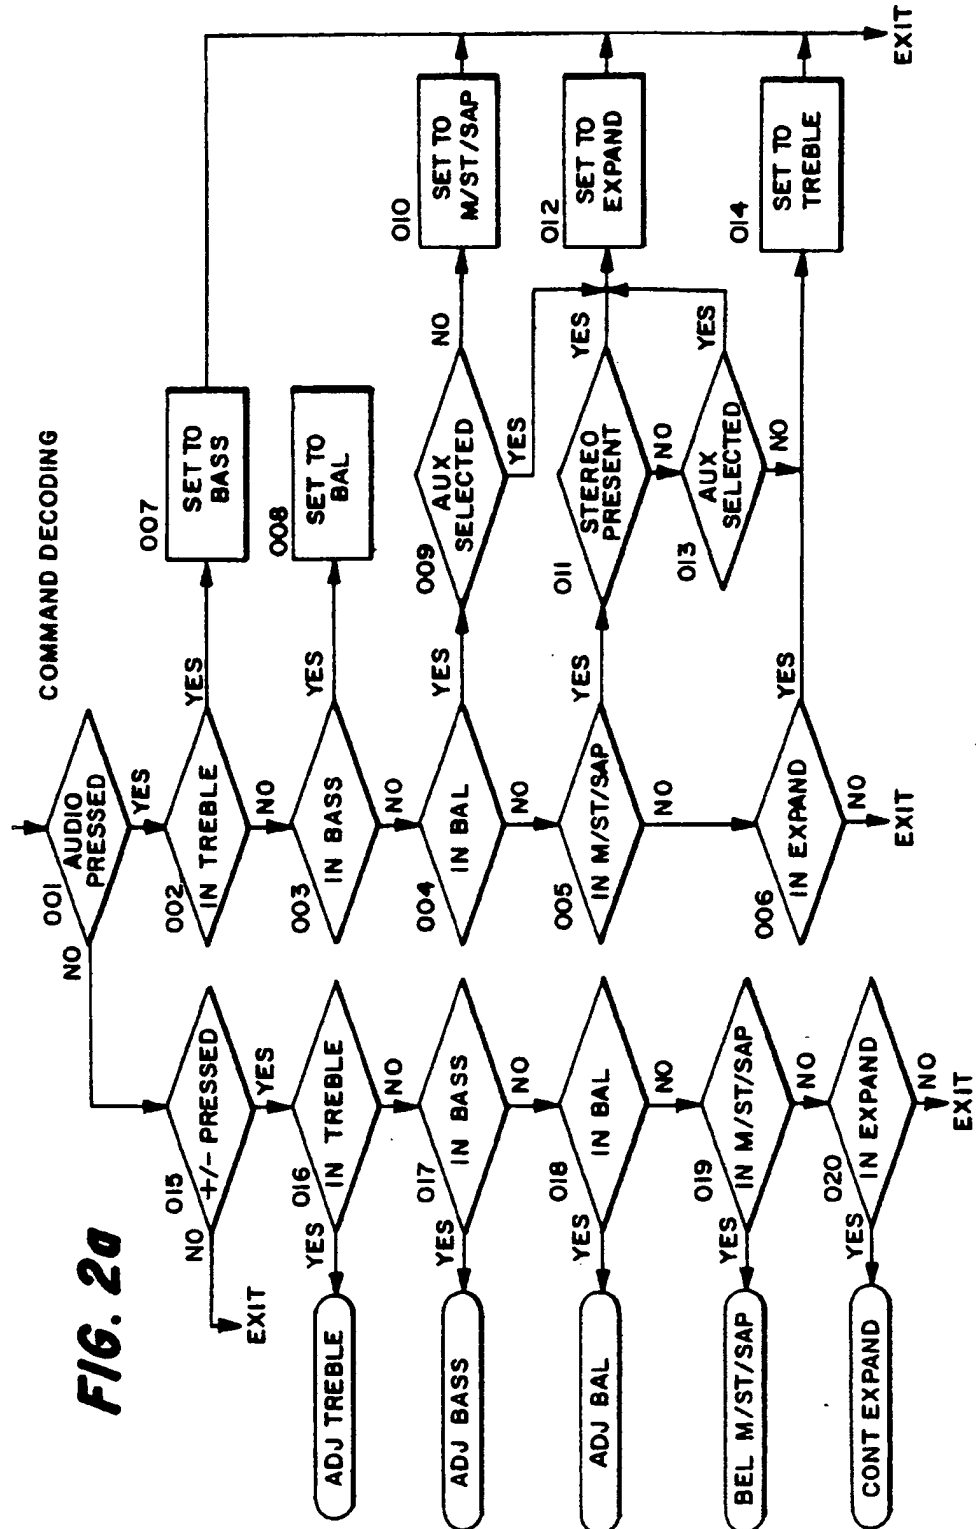 FIG. 2a
COMMAND DECODING
001
AUDIO
PRESSED
NO
YES
002
IN TREBLE
YES
NO
007
SET TO
BASS
003
IN BASS
YES
NO
008
SET TO
BAL
004
IN BAL
YES
NO
009
AUX
SELECTED
NO
YES
010
SET TO
M/ST/SAP
005
IN M/ST/SAP
YES
NO
011
STEREO
PRESENT
YES
NO
012
SET TO
EXPAND
013
AUX
SELECTED
YES
NO
006
IN EXPAND
YES
NO
EXIT
014
SET TO
TREBLE
EXIT
015
+/- PRESSED
NO
EXIT
YES
016
IN TREBLE
YES
NO
ADJ TREBLE
017
IN BASS
YES
NO
ADJ BASS
018
IN BAL
YES
NO
ADJ BAL
019
IN M/ST/SAP
YES
NO
BEL M/ST/SAP
020
IN EXPAND
YES
NO
CONT EXPAND
EXIT